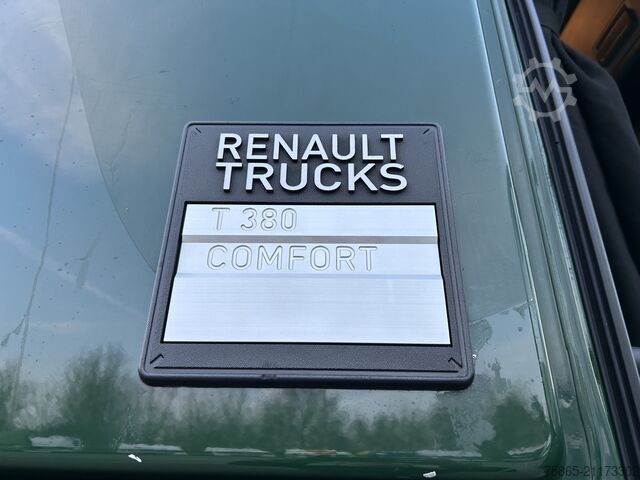 RENAULT
TRUCKS
T 380
COMFORT